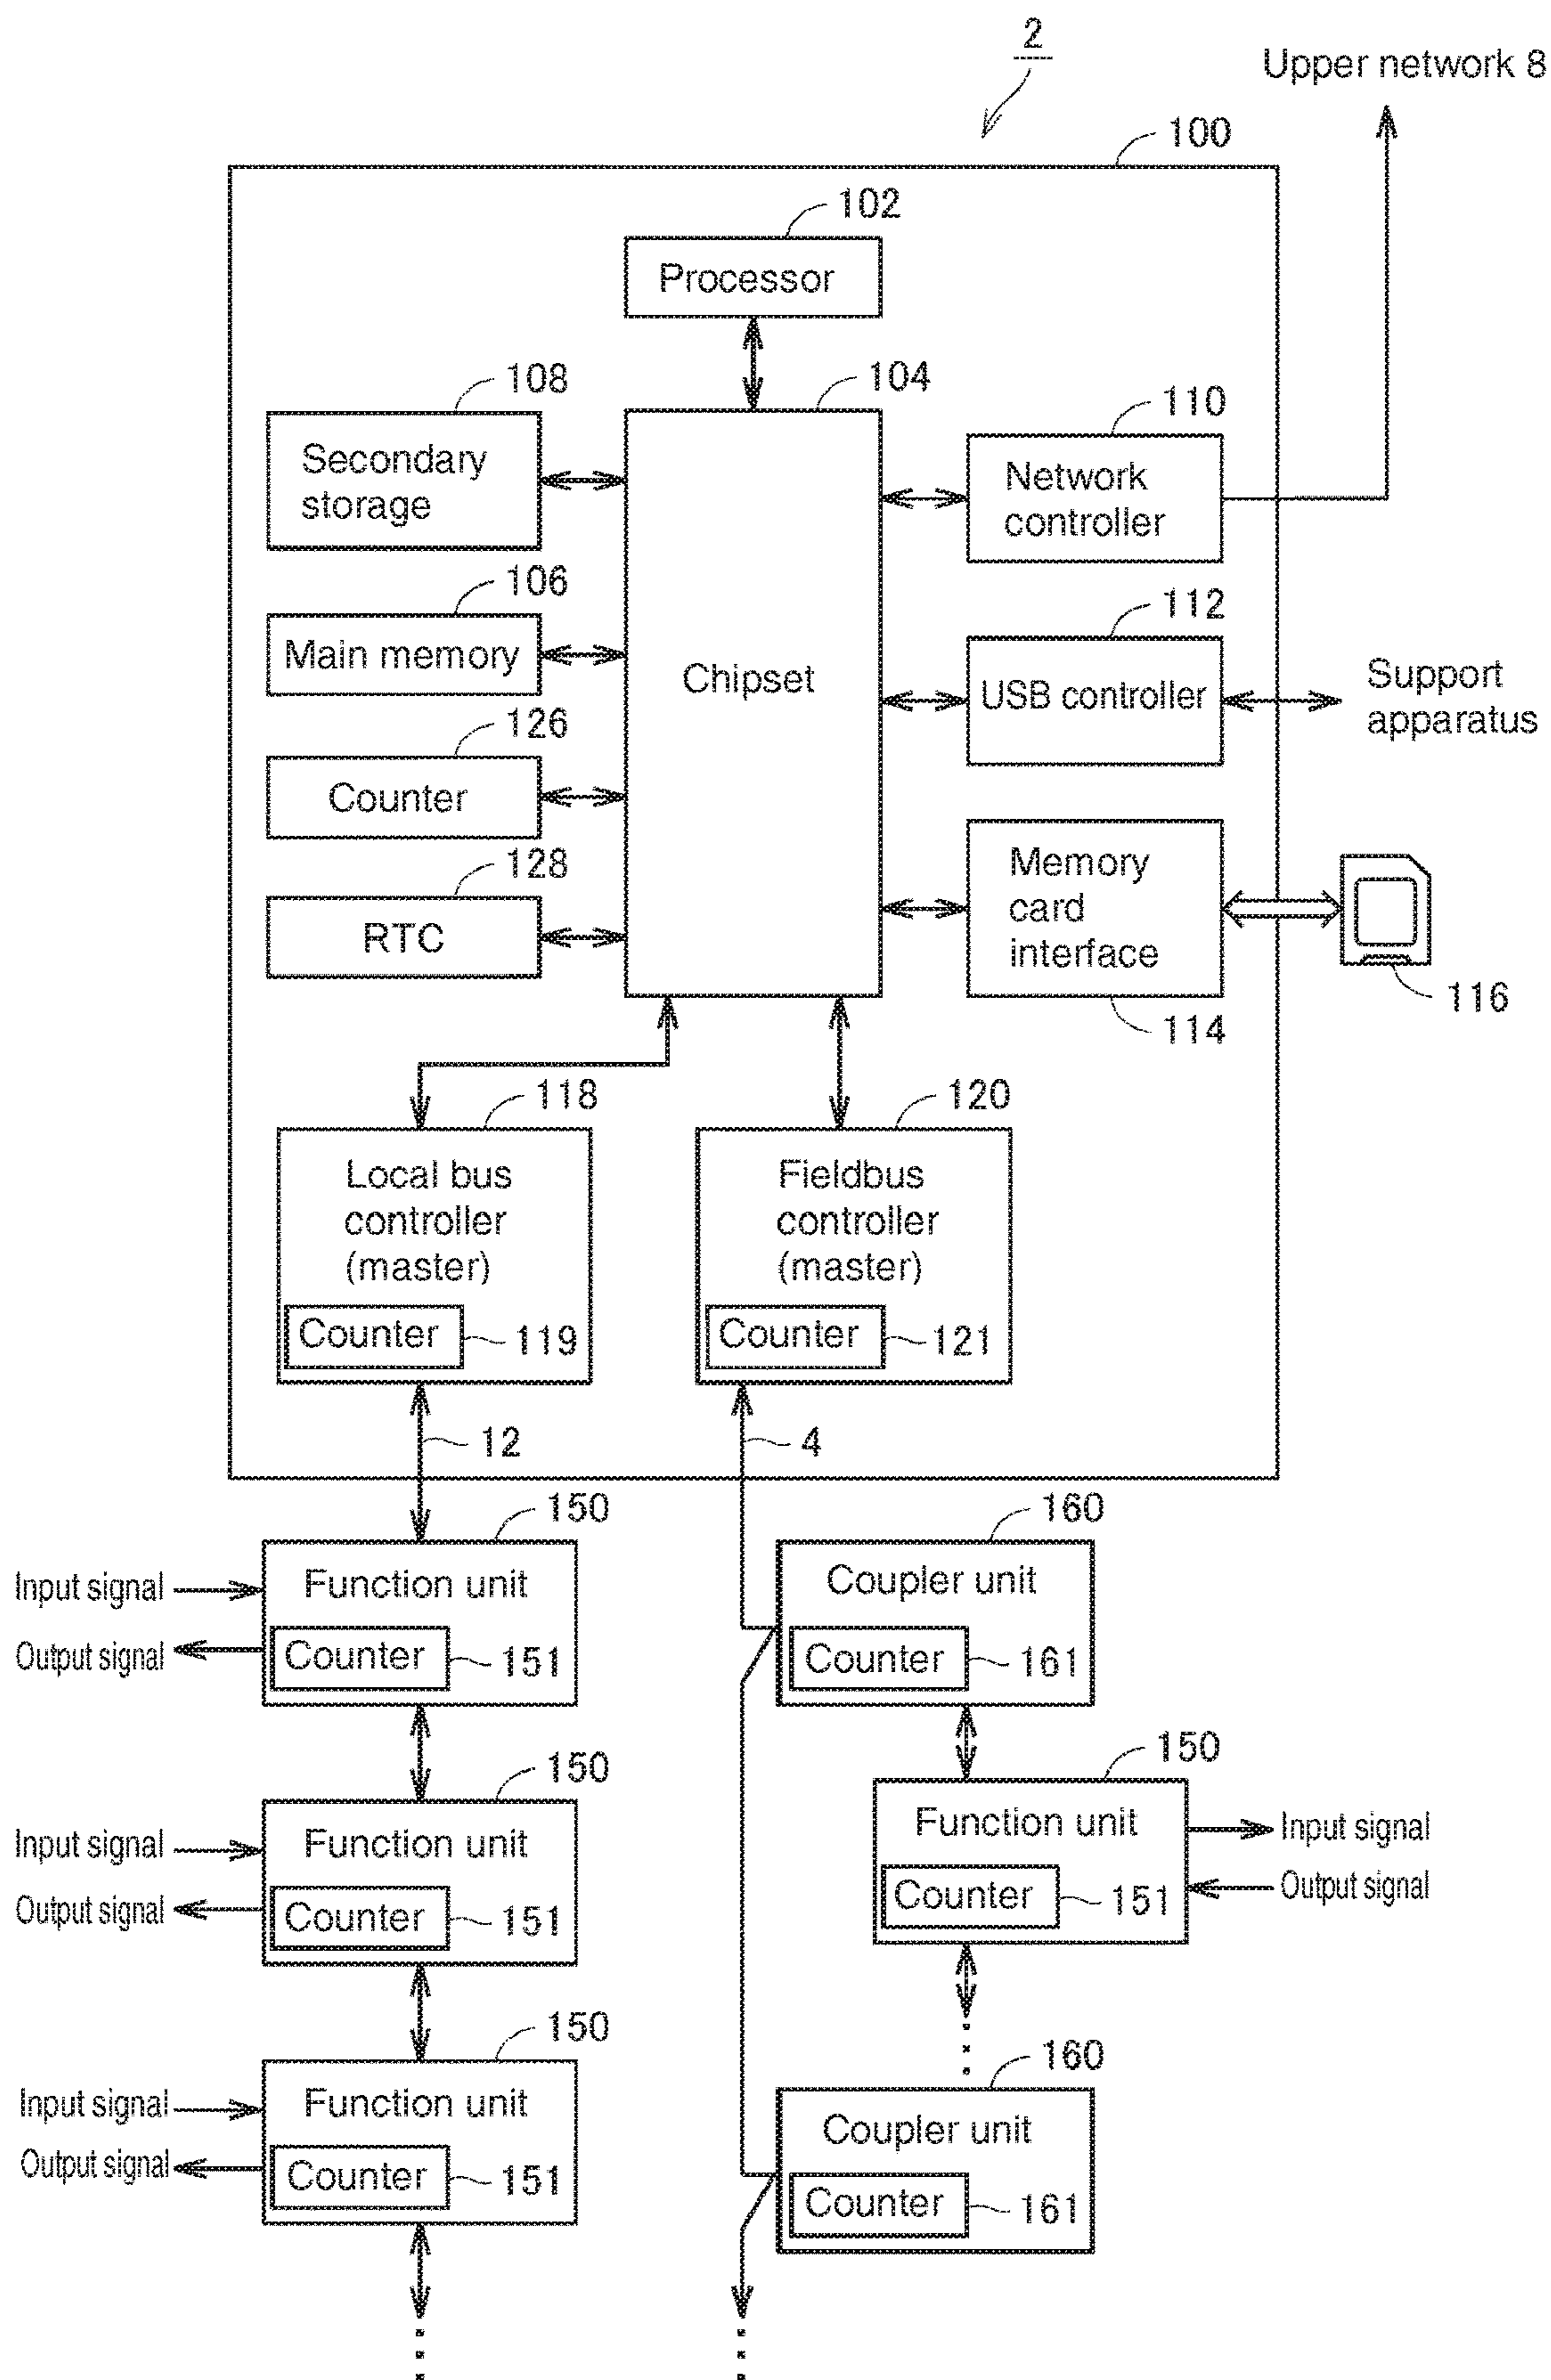 2
Upper network 8
100
102
Processor
108
104
110
Secondary
storage
Network
controller
106
112
Main memory
Chipset
USB controller
Support
apparatus
126
Counter
128
RTC
Memory
card
interface
116
114
118
120
Local bus
controller
(master)
Counter
119
Fieldbus
controller
(master)
Counter
121
12
4
150
160
Input signal
Function unit
Output signal
Counter
151
Coupler unit
Counter
161
150
150
Input signal
Function unit
Output signal
Counter
151
Function unit
Input signal
Counter
151
Output signal
150
160
Input signal
Function unit
Output signal
Counter
151
Coupler unit
Counter
161